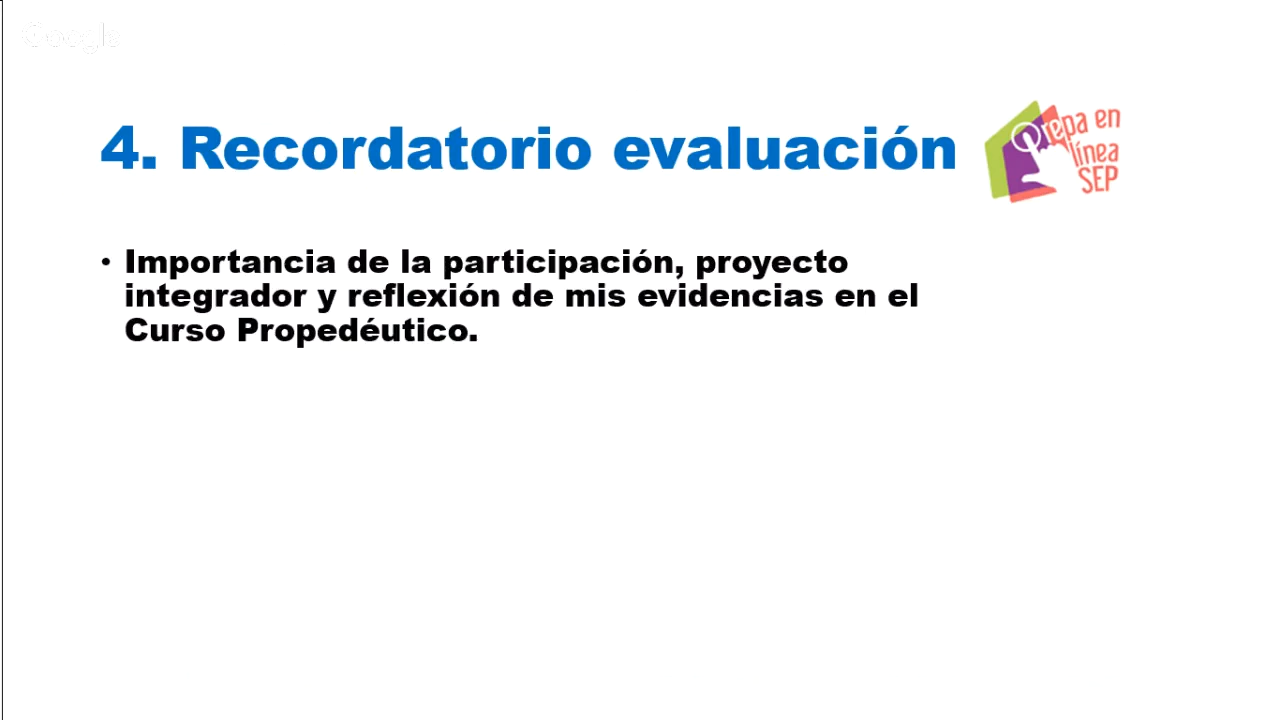 Google
4. Recordatorio evaluación
Prepa en
línea
SEP
• Importancia de la participación, proyecto
integrador y reflexión de mis evidencias en el
Curso Propedéutico.